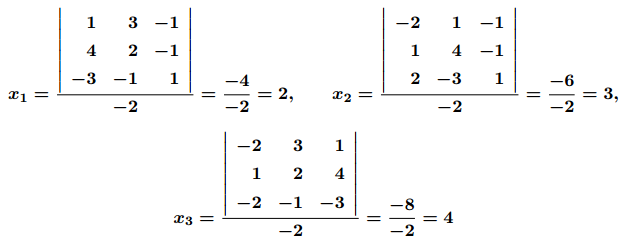 x₁ = | 1 3 −1 ; 4 2 −1 ; −3 −1 1 | / −2 = −4 / −2 = 2, x₂ = | −2 1 −1 ; 1 4 −1 ; 2 −3 1 | / −2 = −6 / −2 = 3,
x₃ = | −2 3 1 ; 1 2 4 ; −2 −1 −3 | / −2 = −8 / −2 = 4